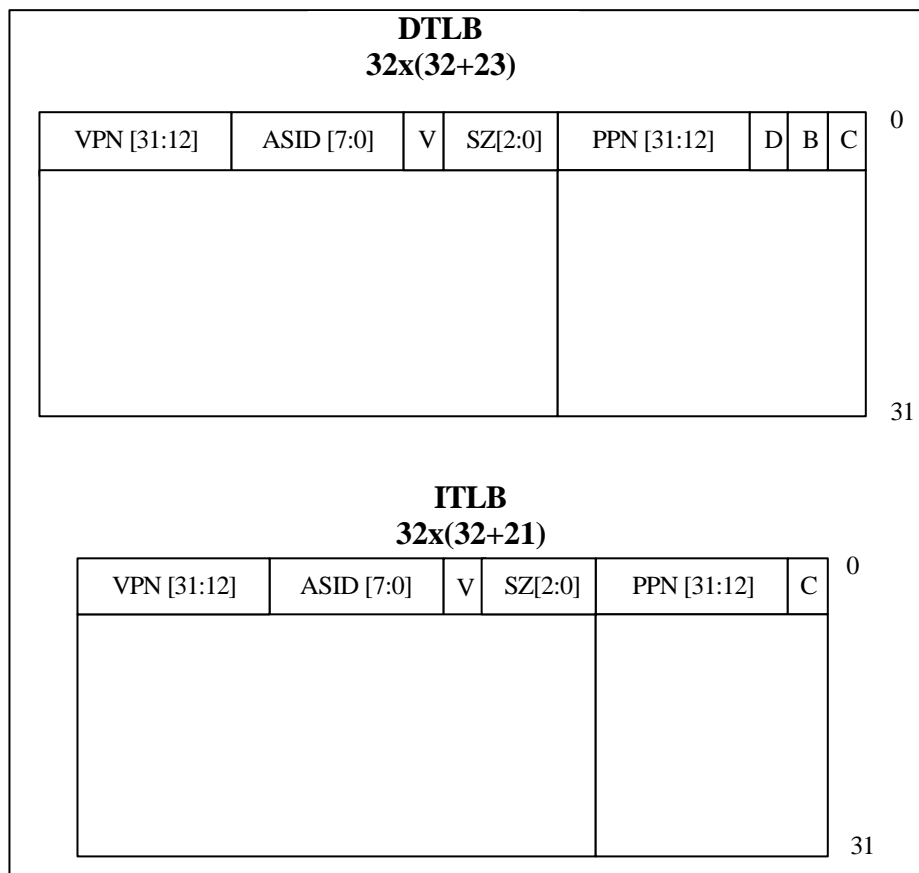 DTLB
32x(32+23)
VPN [31:12] ASID [7:0] V SZ[2:0] PPN [31:12] D B C 0
31
ITLB
32x(32+21)
VPN [31:12] ASID [7:0] V SZ[2:0] PPN [31:12] C 0
31